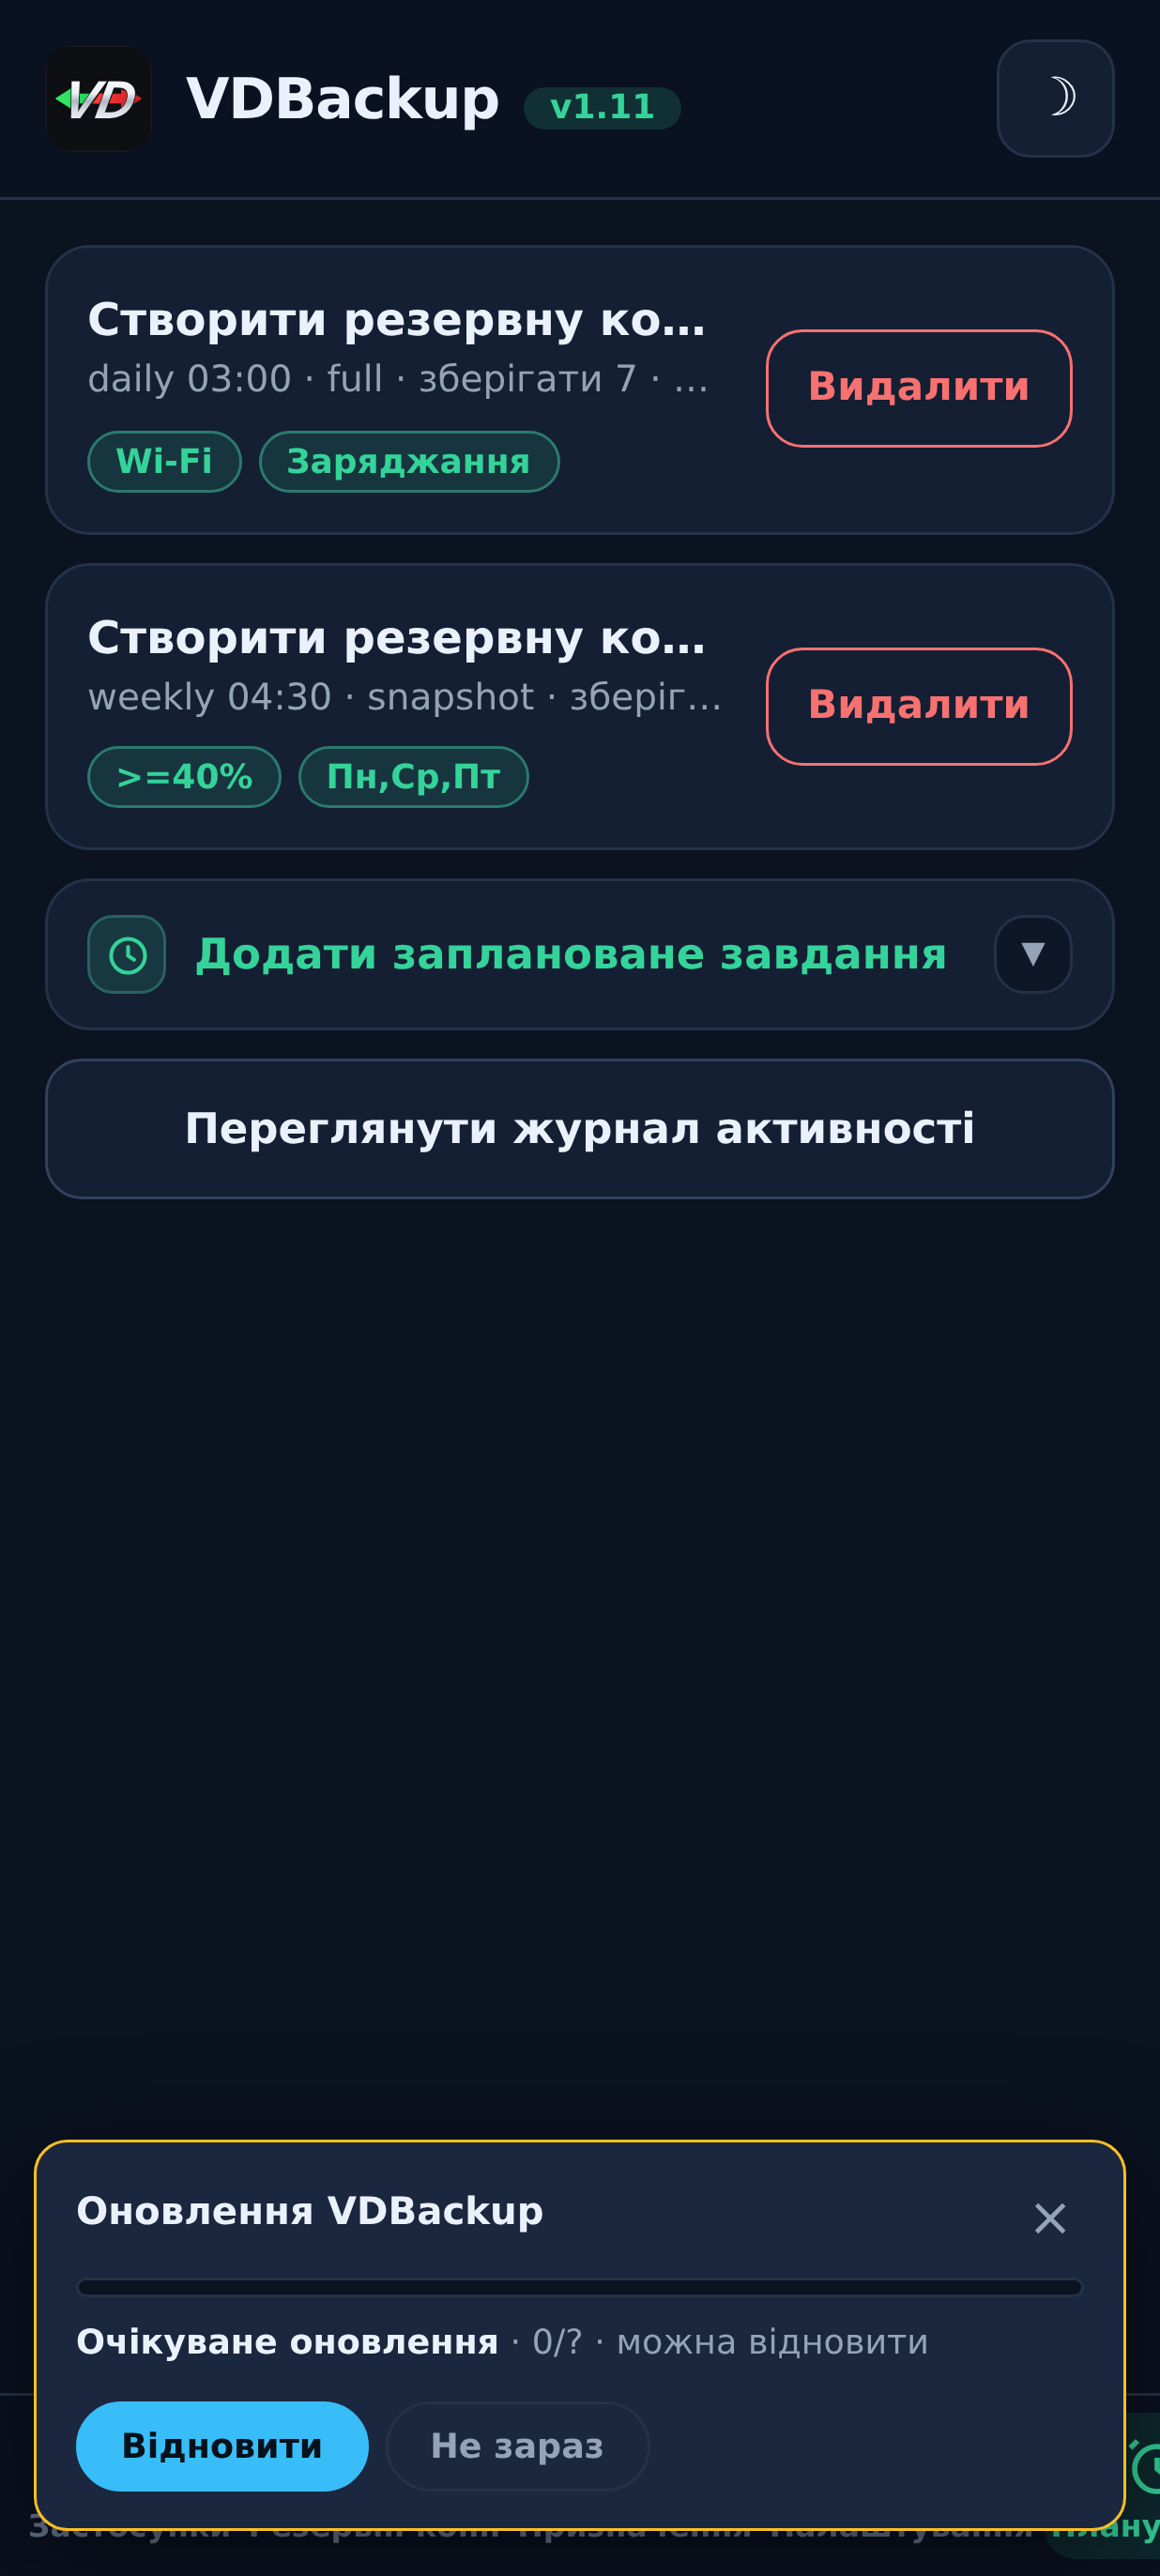 VD
VDBackup v1.11
Створити резервну ко...
daily 03:00 · full · зберігати 7 · ...
Видалити
Wi-Fi Заряджання
Створити резервну ко...
weekly 04:30 · snapshot · зберіг...
Видалити
>=40% Пн,Ср,Пт
Додати заплановане завдання
Переглянути журнал активності
Оновлення VDBackup
Очікуване оновлення · 0/? · можна відновити
Відновити Не зараз